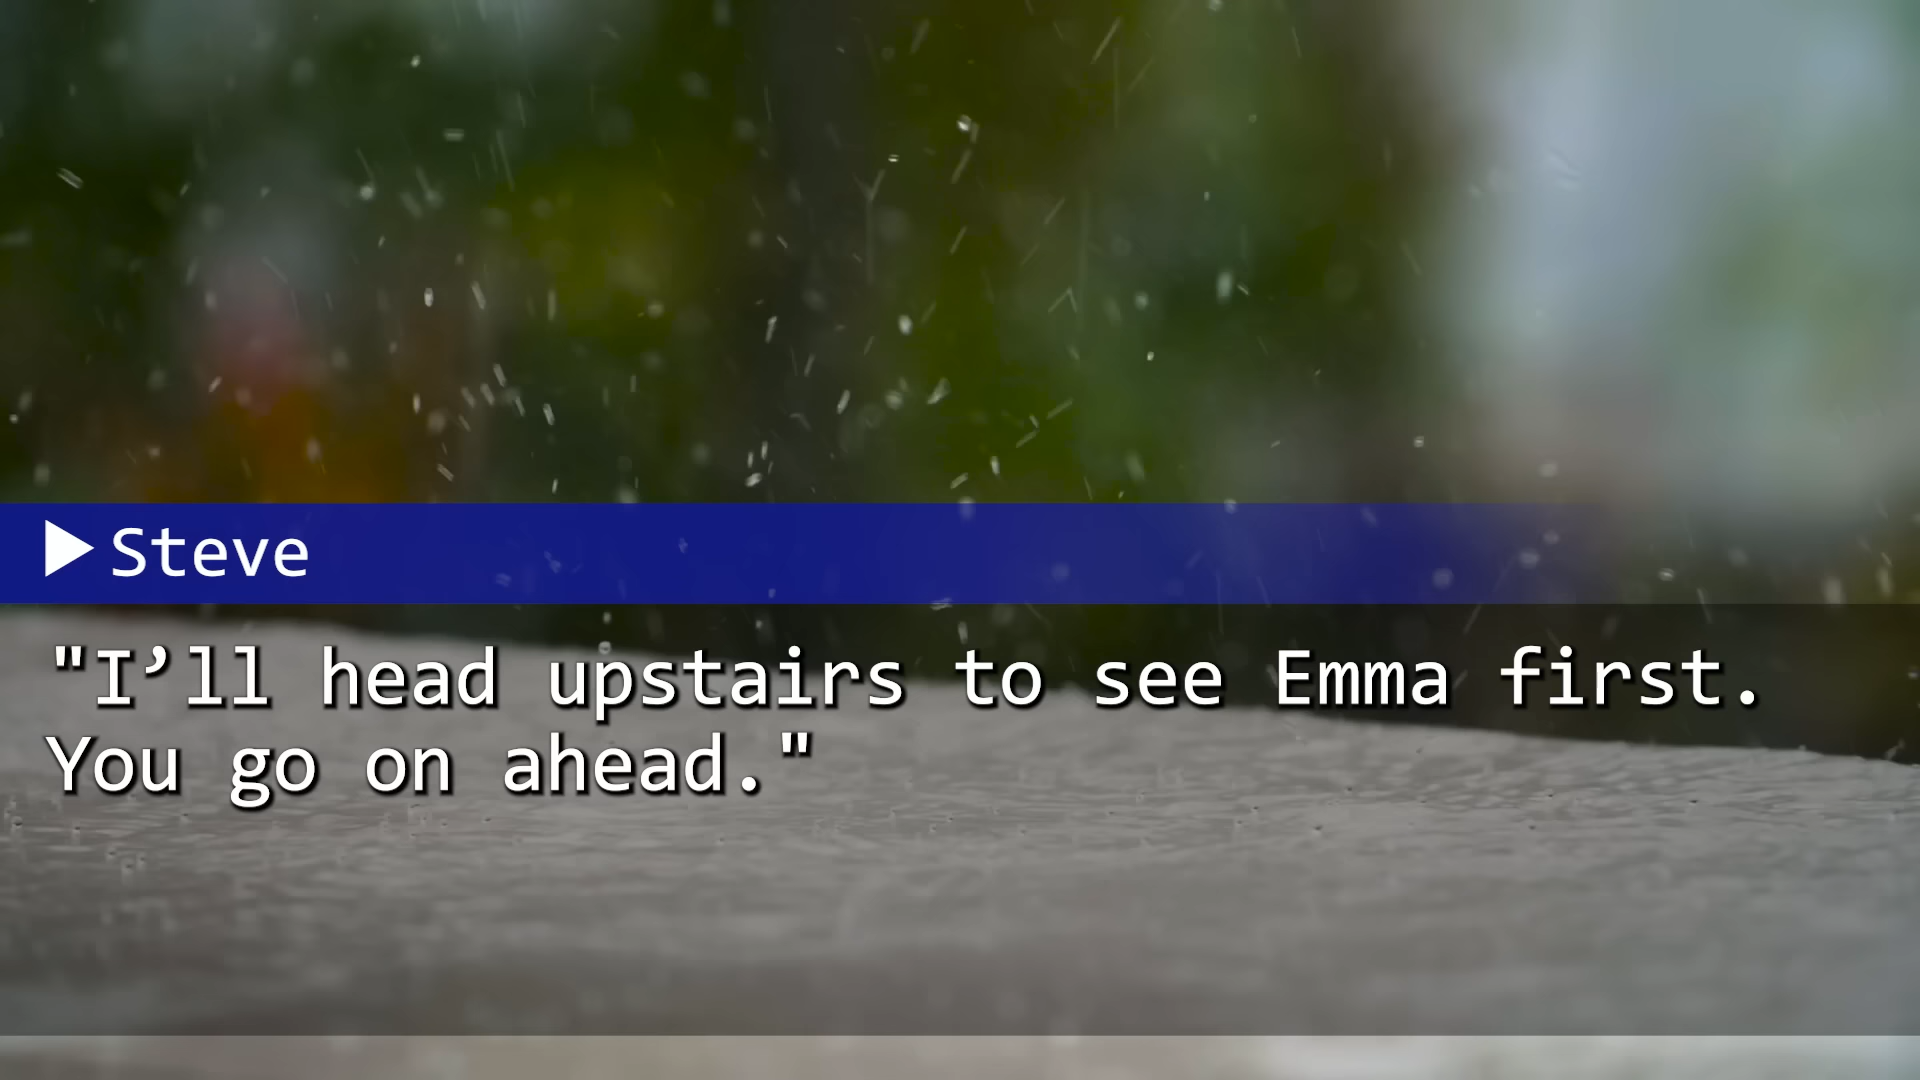 Steve
"I’ll head upstairs to see Emma first.
You go on ahead."